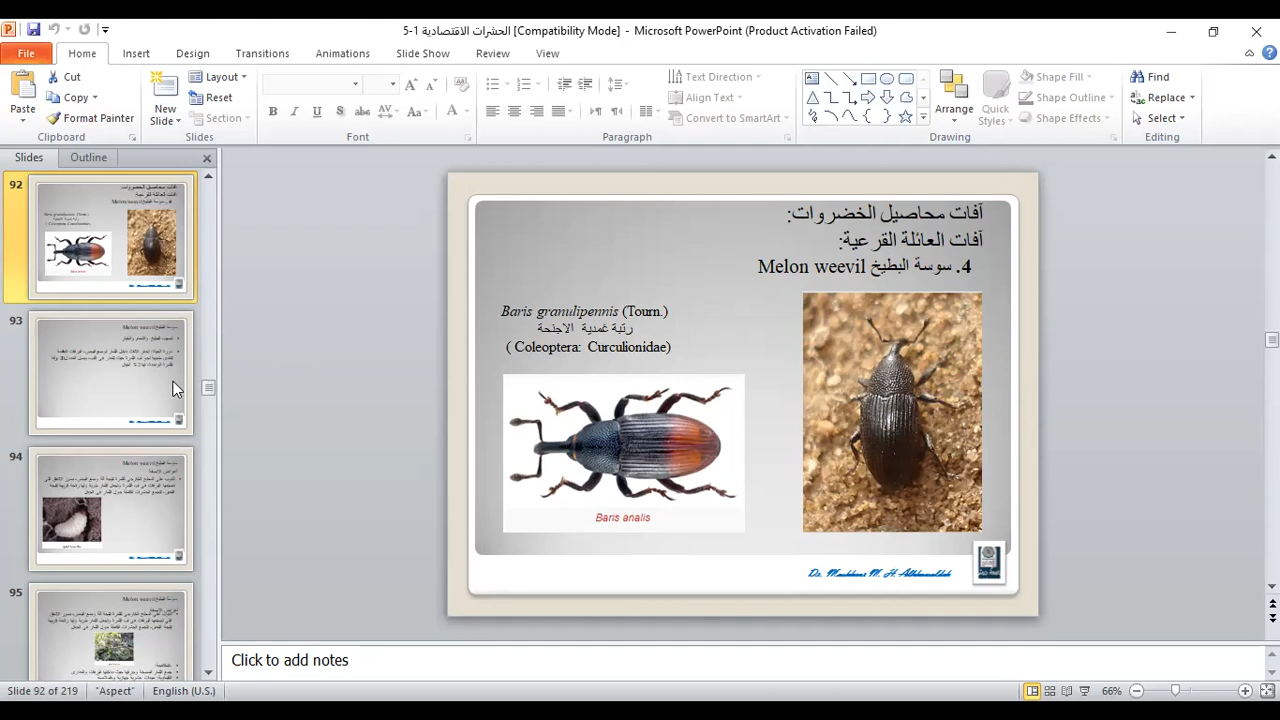 الحشرات الاقتصادية 1-5 [Compatibility Mode] - Microsoft PowerPoint (Product Activation Failed)
File Home Insert Design Transitions Animations Slide Show Review View
Paste
Cut
Copy
Format Painter
Clipboard
New Slide
Layout
Reset
Section
Slides
Font
Text Direction
Align Text
Convert to SmartArt
Paragraph
Arrange
Quick Styles
Shape Fill
Shape Outline
Shape Effects
Drawing
Find
Replace
Select
Editing
Slides Outline
92
93
94
95
آفات محاصيل الخضروات:
آفات العائلة القرعية:
4. سوسة البطيخ Melon weevil
Baris granulipennis (Tourn.)
رتبة غمدية الاجنحة
( Coleoptera: Curculionidae)
Baris analis
Click to add notes
Slide 92 of 219 "Aspect" English (U.S.) 66%